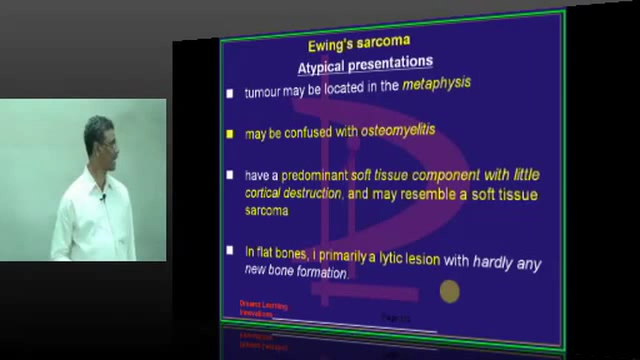 Ewing's sarcoma
Atypical presentations
tumour may be located in the metaphysis
may be confused with osteomyelitis
have a predominant soft tissue component with little
cortical destruction, and may resemble a soft tissue
sarcoma
In flat bones, I primarily a lytic lesion with hardly any
new bone formation.
Learning
Innovations